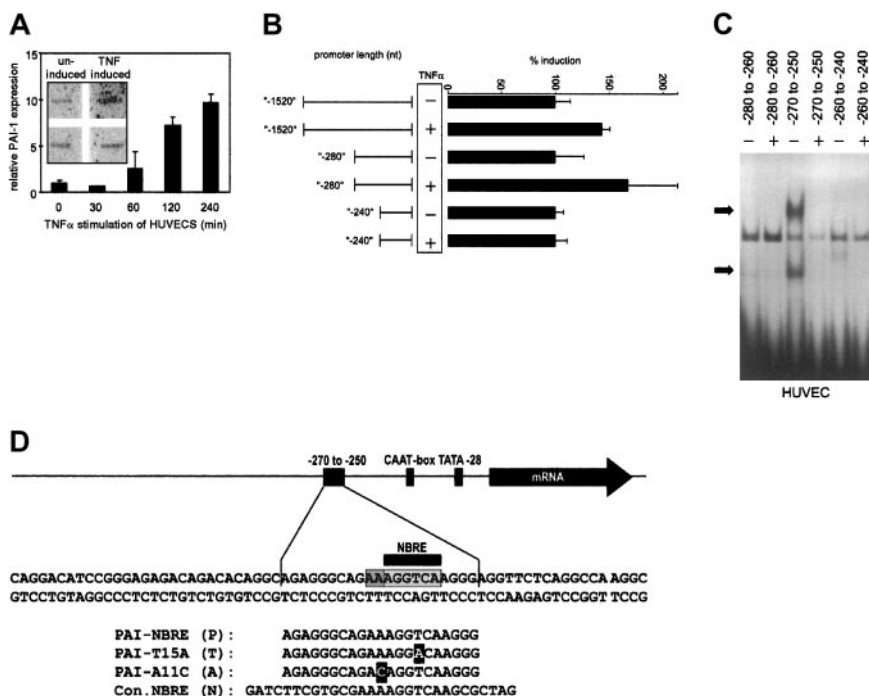 A
B
C
relative PAI-1 expression
15
10
5
0
un-
induced
TNF
induced
0 30 60 120 240
TNFα stimulation of HUVECS (min)
promoter length (nt)
TNFα
% induction
0 50 100 150 200
"-1520" −
"-1520" +
"-280" −
"-280" +
"-240" −
"-240" +
-280 to -260
-280 to -260
-270 to -250
-270 to -250
-260 to -240
-260 to -240
− + − + − +
HUVEC
D
-270 to -250 CAAT-box TATA -28
mRNA
NBRE
CAGGACATCCGGGAGAGACAGACACAGGCAGAGGGCAGAAAGGTCAAGGGAGGTTCTCAGGCCAAGGC
GTCCTGTAGGCCCTCTCTGTCTGTGTCCGTCTCCCGTCTTTCCAGTTCCCTCCAAGAGTCCGGTTCCG
PAI-NBRE (P): AGAGGGCAGAAAGGTCAAGGG
PAI-T15A (T): AGAGGGCAGAAAGGACAAGGG
PAI-A11C (A): AGAGGGCAGACAGGTCAAGGG
Con.NBRE (N): GATCTTCGTGCGAAAAGGTCAAGCGCTAG